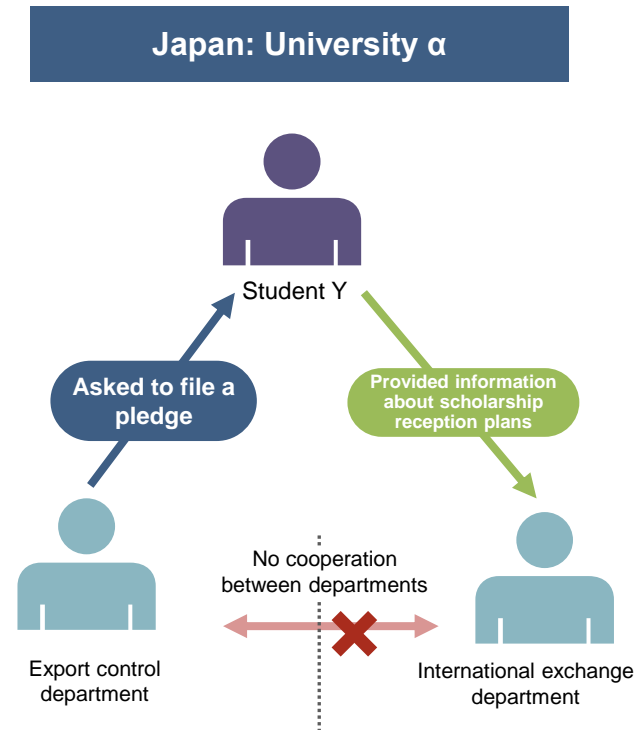 Japan: University α
Student Y
Asked to file a
pledge
Provided information
about scholarship
reception plans
No cooperation
between departments
Export control
department
International exchange
department